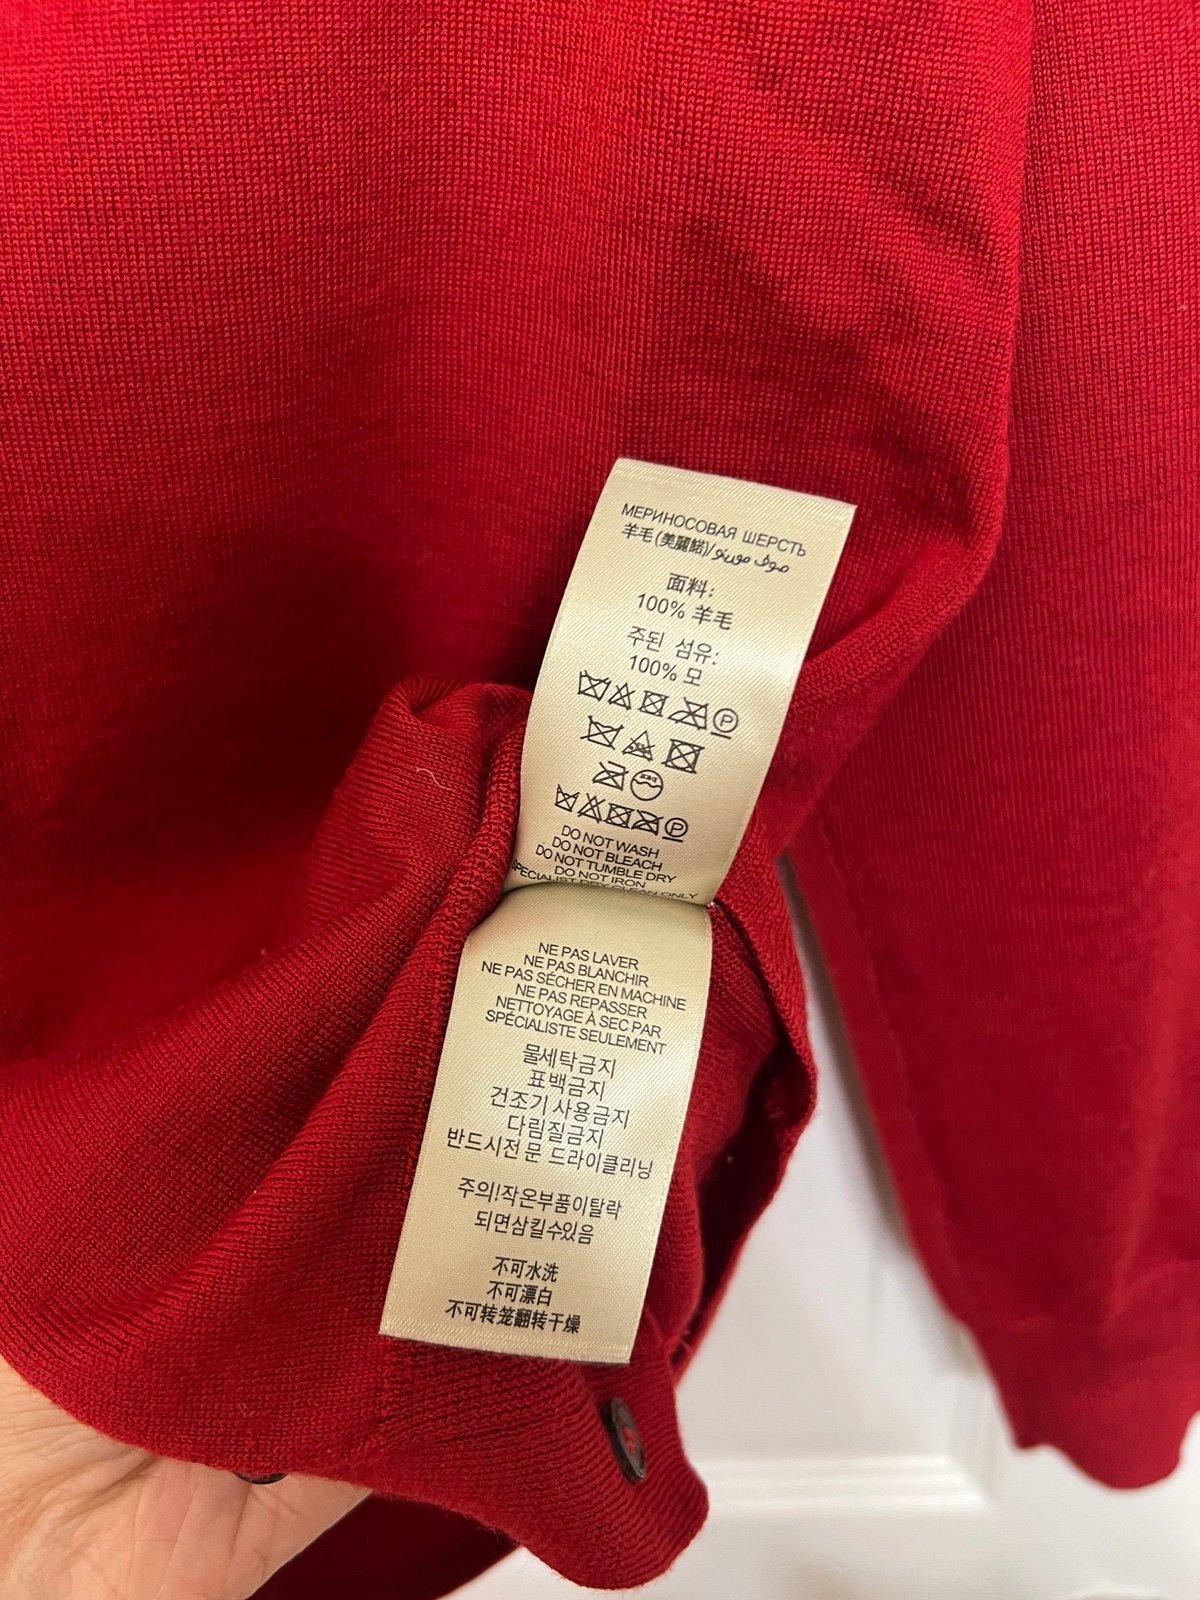 МЕРИНОСОВАЯ ШЕРСТЬ
羊毛(美麗諾)/صوف مورينو
面料:
100% 羊毛
주된 섬유:
100% 모
P
P
DO NOT WASH
DO NOT BLEACH
DO NOT TUMBLE DRY
DO NOT IRON
SPECIALIST DRY CLEAN ONLY
NE PAS LAVER
NE PAS BLANCHIR
NE PAS SÉCHER EN MACHINE
NE PAS REPASSER
NETTOYAGE À SEC PAR
SPÉCIALISTE SEULEMENT
물세탁금지
표백금지
건조기 사용금지
다림질금지
반드시전 문 드라이클리닝
주의!작온부품이탈락
되면삼킬수있음
不可水洗
不可漂白
不可转笼翻转干燥